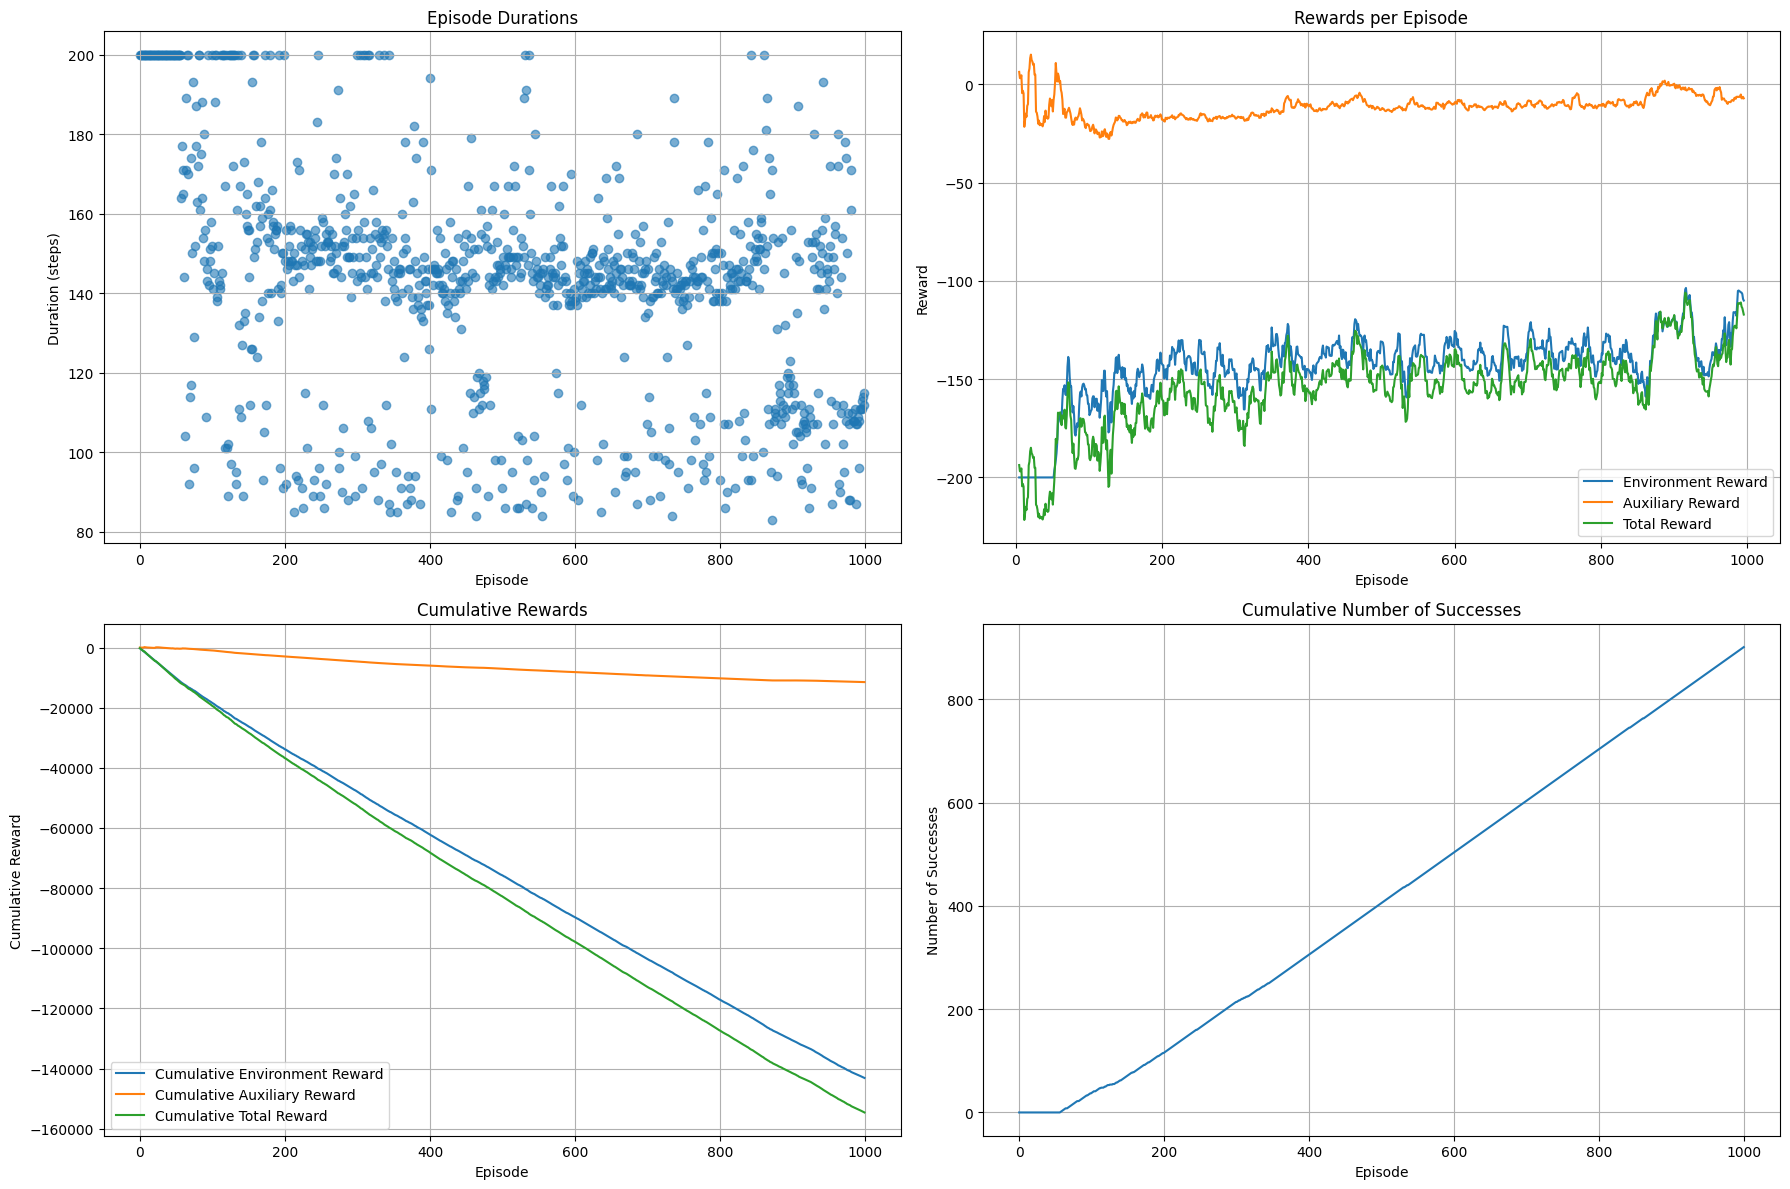 Episode Durations
200
180
160
140
120
100
80
Duration (steps)
0 200 400 600 800 1000
Episode
Rewards per Episode
0
−50
−100
−150
−200
Reward
Environment Reward
Auxiliary Reward
Total Reward
0 200 400 600 800 1000
Episode
Cumulative Rewards
0
−20000
−40000
−60000
−80000
−100000
−120000
−140000
−160000
Cumulative Reward
Cumulative Environment Reward
Cumulative Auxiliary Reward
Cumulative Total Reward
0 200 400 600 800 1000
Episode
Cumulative Number of Successes
800
600
400
200
0
Number of Successes
0 200 400 600 800 1000
Episode